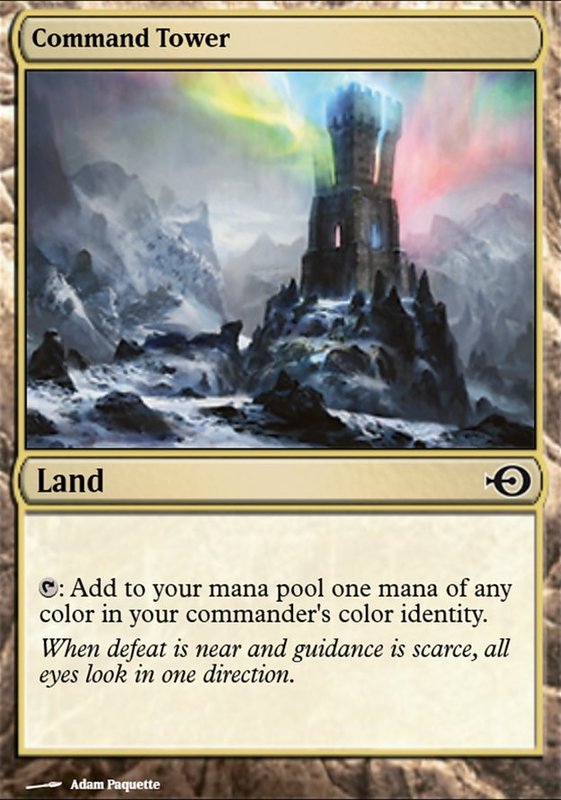 Command Tower
Land
: Add to your mana pool one mana of any
color in your commander's color identity.
When defeat is near and guidance is scarce, all
eyes look in one direction.
Adam Paquette